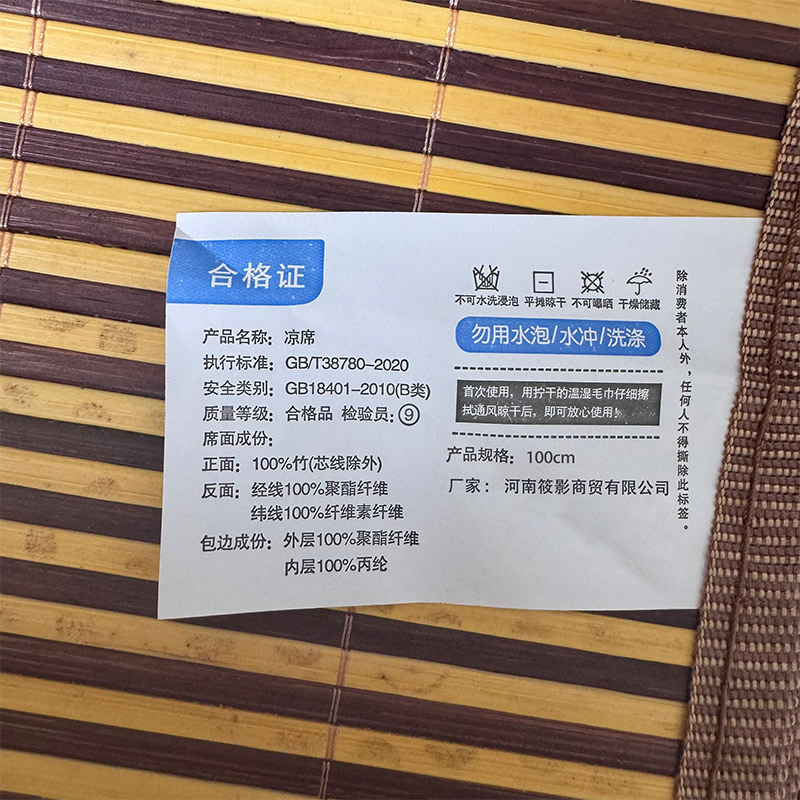 合格证
产品名称：凉席
执行标准：GB/T38780-2020
安全类别：GB18401-2010(B类)
质量等级：合格品 检验员：⑨
席面成份：
正面：100%竹(芯线除外)
反面：经线100%聚酯纤维
纬线100%纤维素纤维
包边成份：外层100%聚酯纤维
内层100%丙纶
不可水洗浸泡 平摊晾干 不可曝晒 干燥储藏
勿用水泡/水冲/洗涤
首次使用，用拧干的温湿毛巾仔细擦
拭通风晾干后，即可放心使用！
产品规格：100cm
厂家：河南筱影商贸有限公司
除消费者本人外，任何人不得撕除此标签。